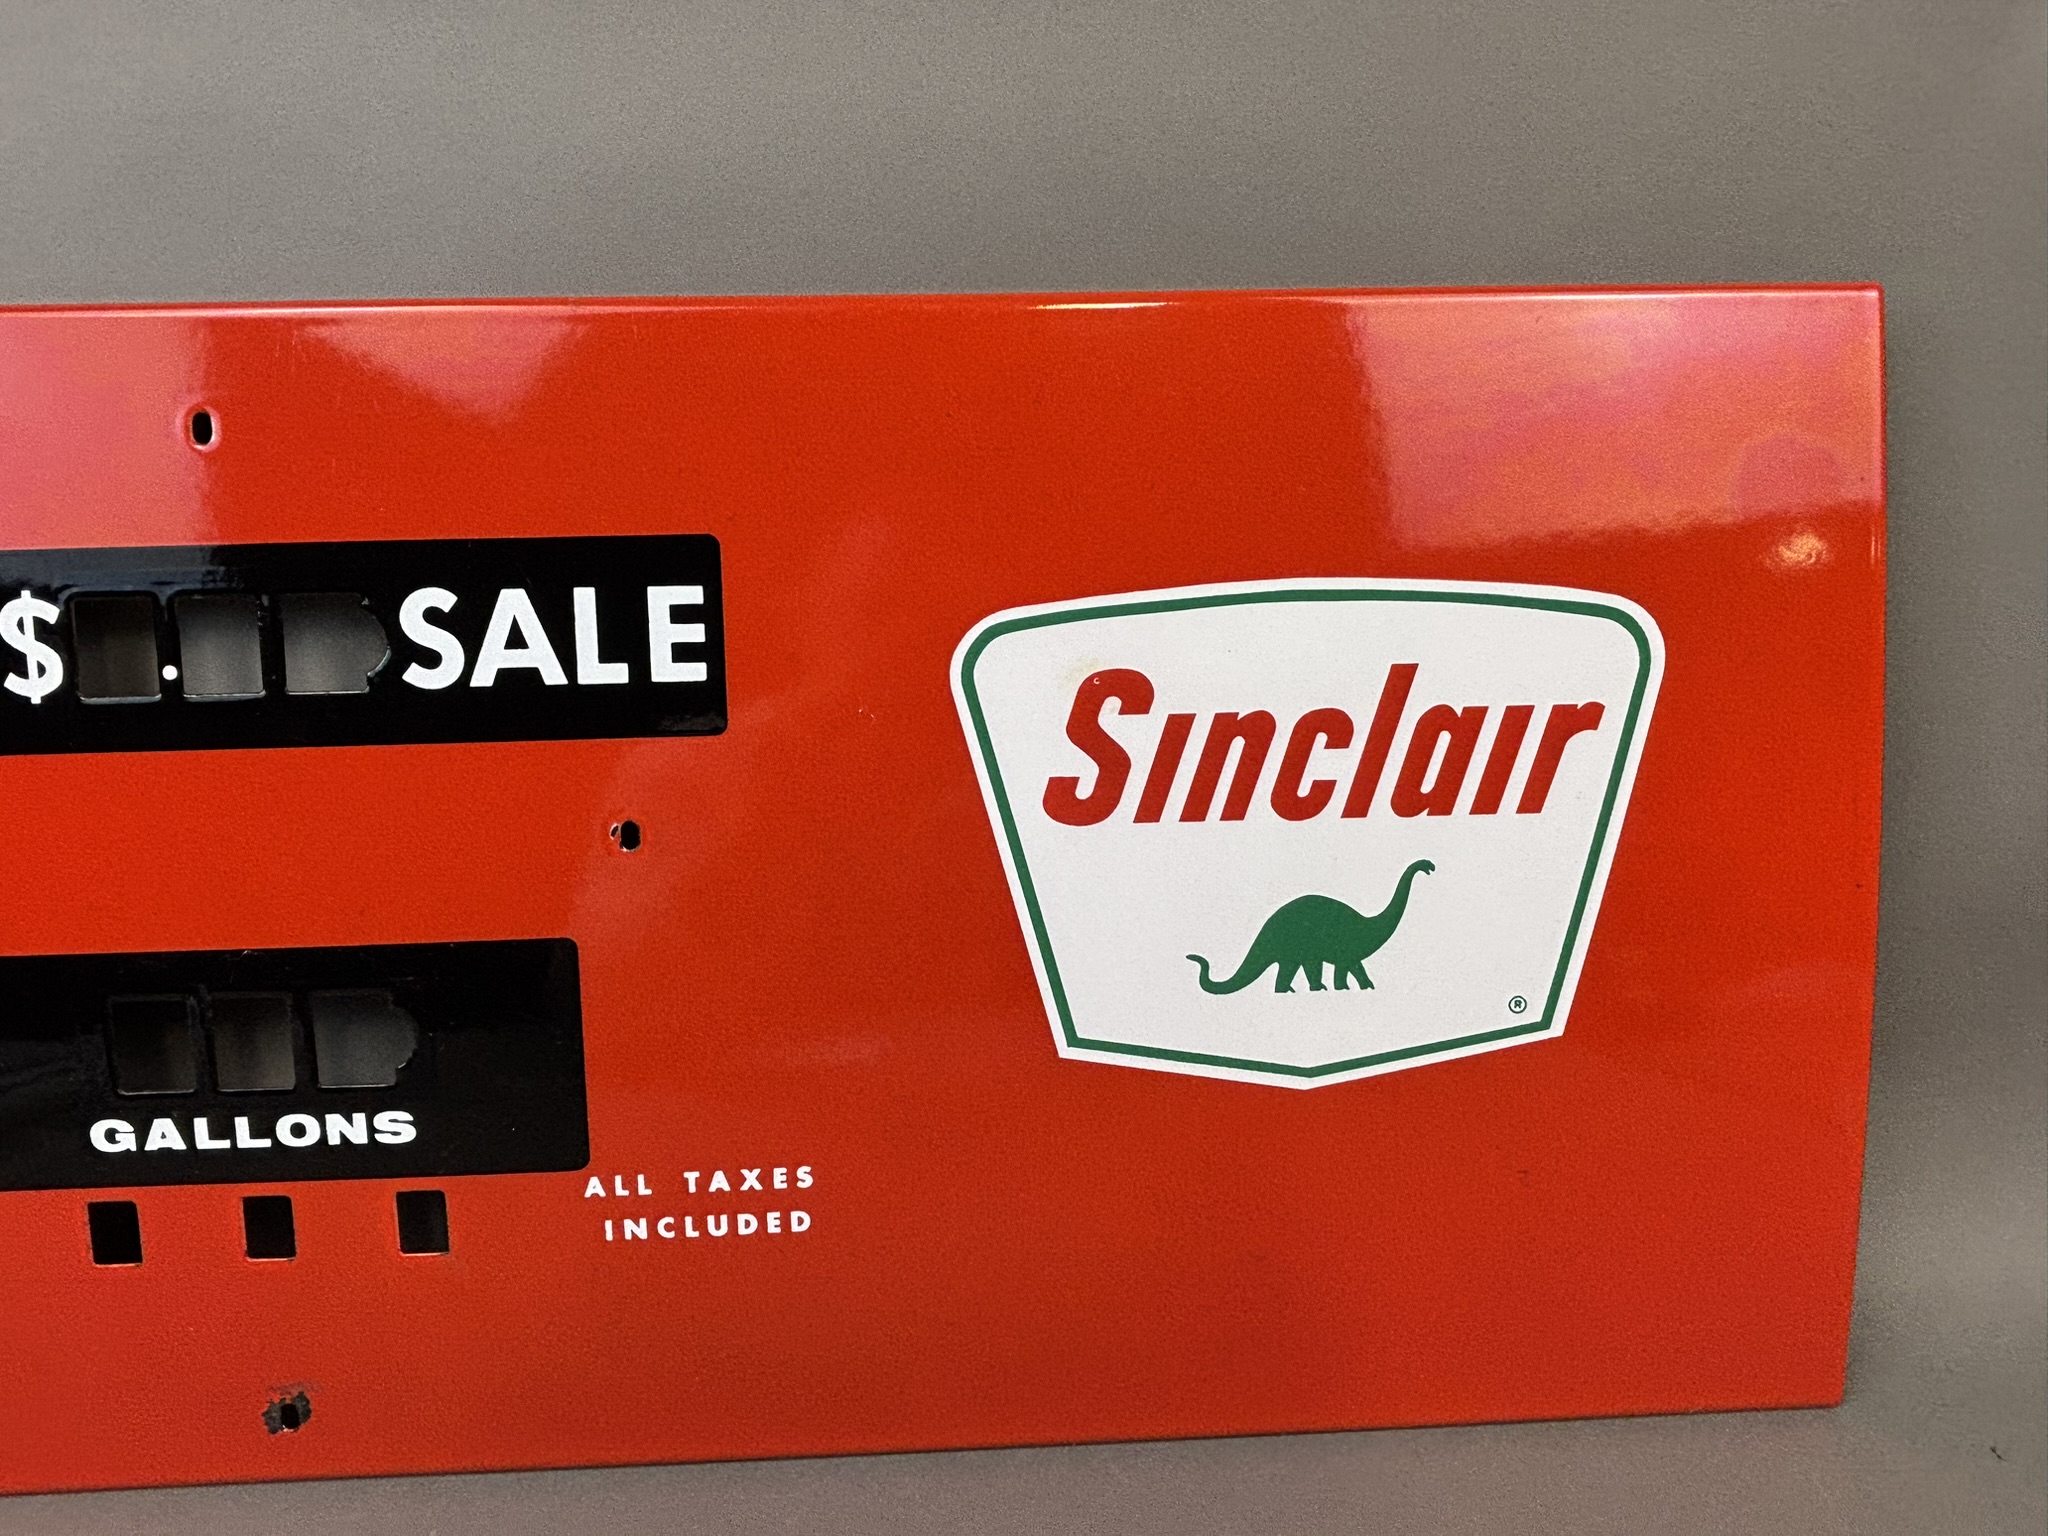 $ . SALE
Sinclair
®
GALLONS
ALL TAXES
INCLUDED